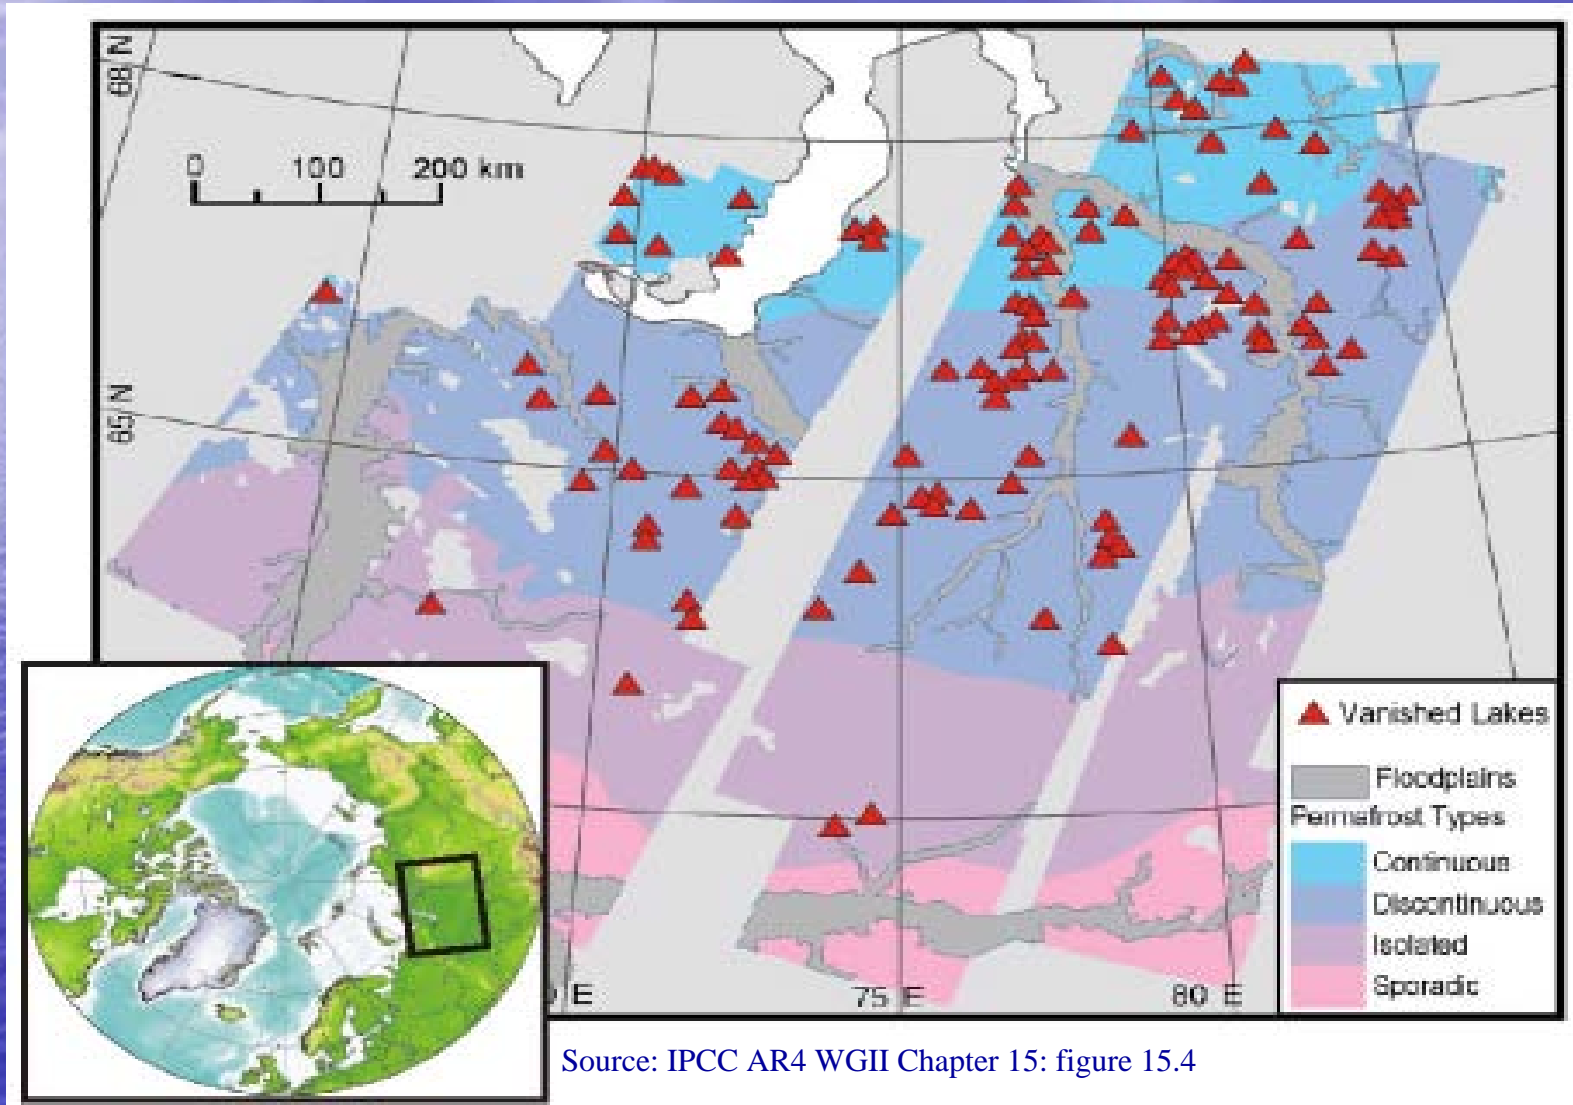 68 N
0 100 200 km
65 N
Vanished Lakes
Floodplains
Permafrost Types
Continuous
Discontinuous
Isolated
Sporadic
E
75 E
80 E
Source: IPCC AR4 WGII Chapter 15: figure 15.4